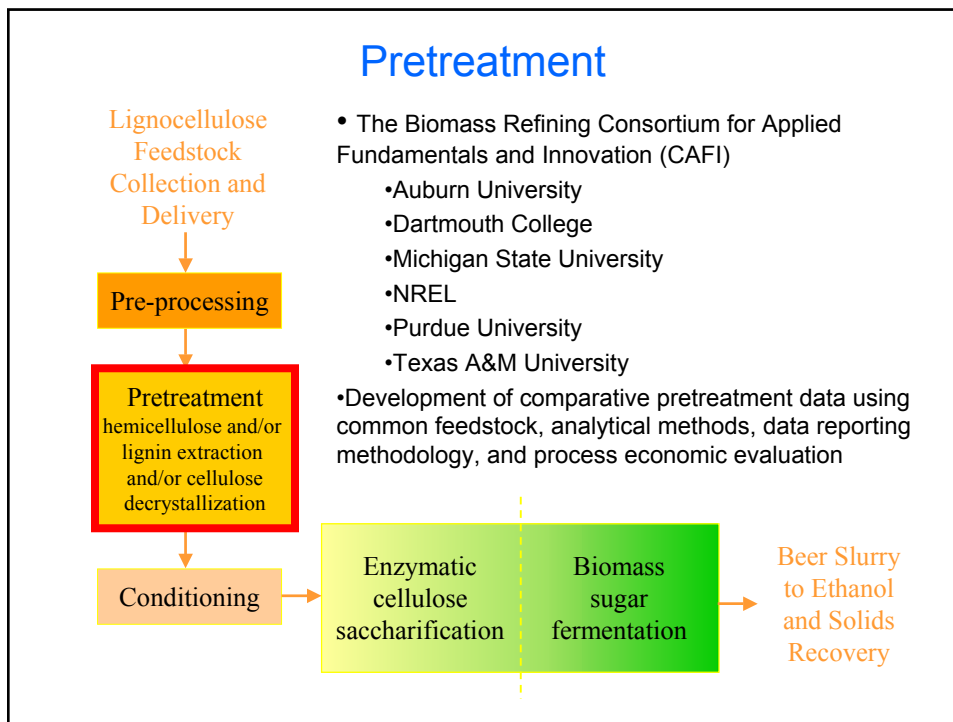 Pretreatment
Lignocellulose
Feedstock
Collection and
Delivery
Pre-processing
Pretreatment
hemicellulose and/or
lignin extraction
and/or cellulose
decrystallization
Conditioning
• The Biomass Refining Consortium for Applied
Fundamentals and Innovation (CAFI)
•Auburn University
•Dartmouth College
•Michigan State University
•NREL
•Purdue University
•Texas A&M University
•Development of comparative pretreatment data using
common feedstock, analytical methods, data reporting
methodology, and process economic evaluation
Enzymatic
cellulose
saccharification
Biomass
sugar
fermentation
Beer Slurry
to Ethanol
and Solids
Recovery